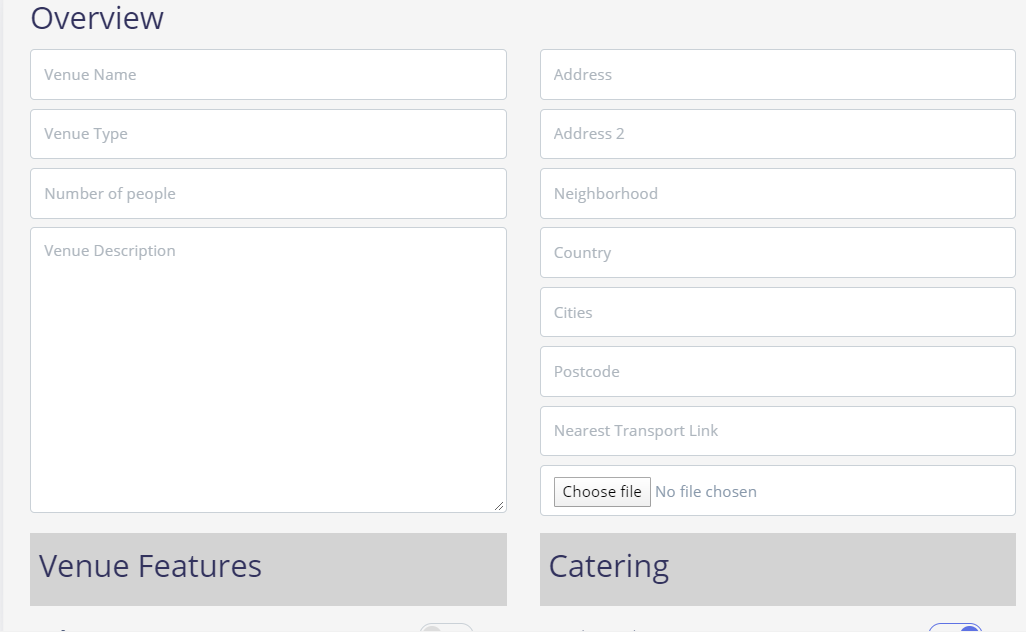 Overview
Venue Name
Venue Type
Number of people
Venue Description
Address
Address 2
Neighborhood
Country
Cities
Postcode
Nearest Transport Link
Choose file No file chosen
Venue Features
Catering